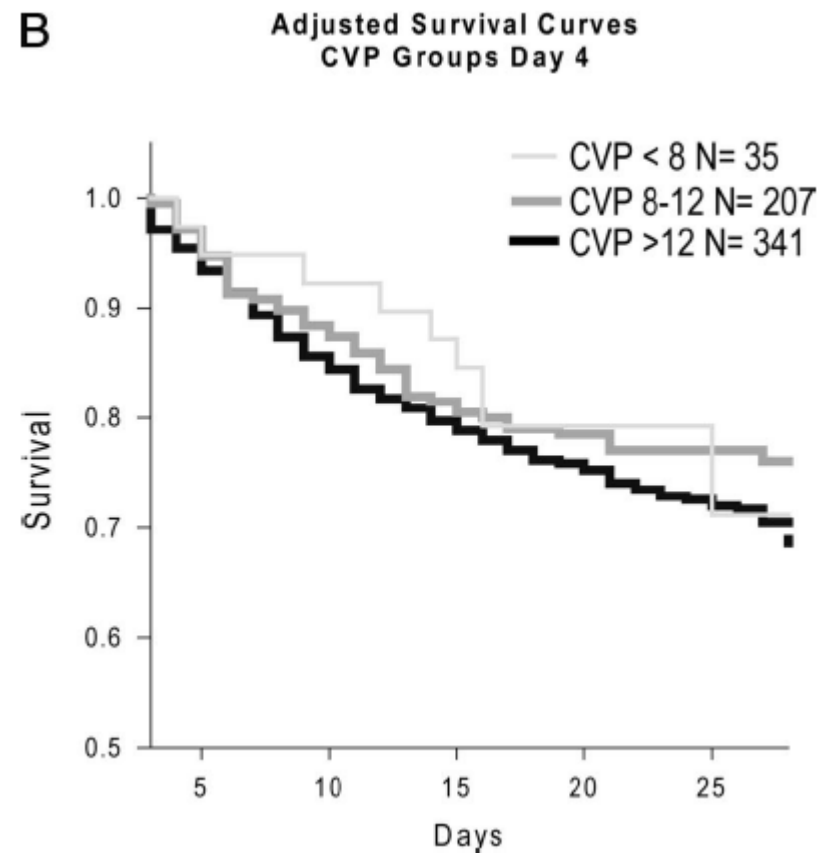 B
Adjusted Survival Curves
CVP Groups Day 4
CVP < 8 N= 35
CVP 8-12 N= 207
CVP >12 N= 341
1.0
0.9
0.8
0.7
0.6
0.5
Survival
5 10 15 20 25
Days